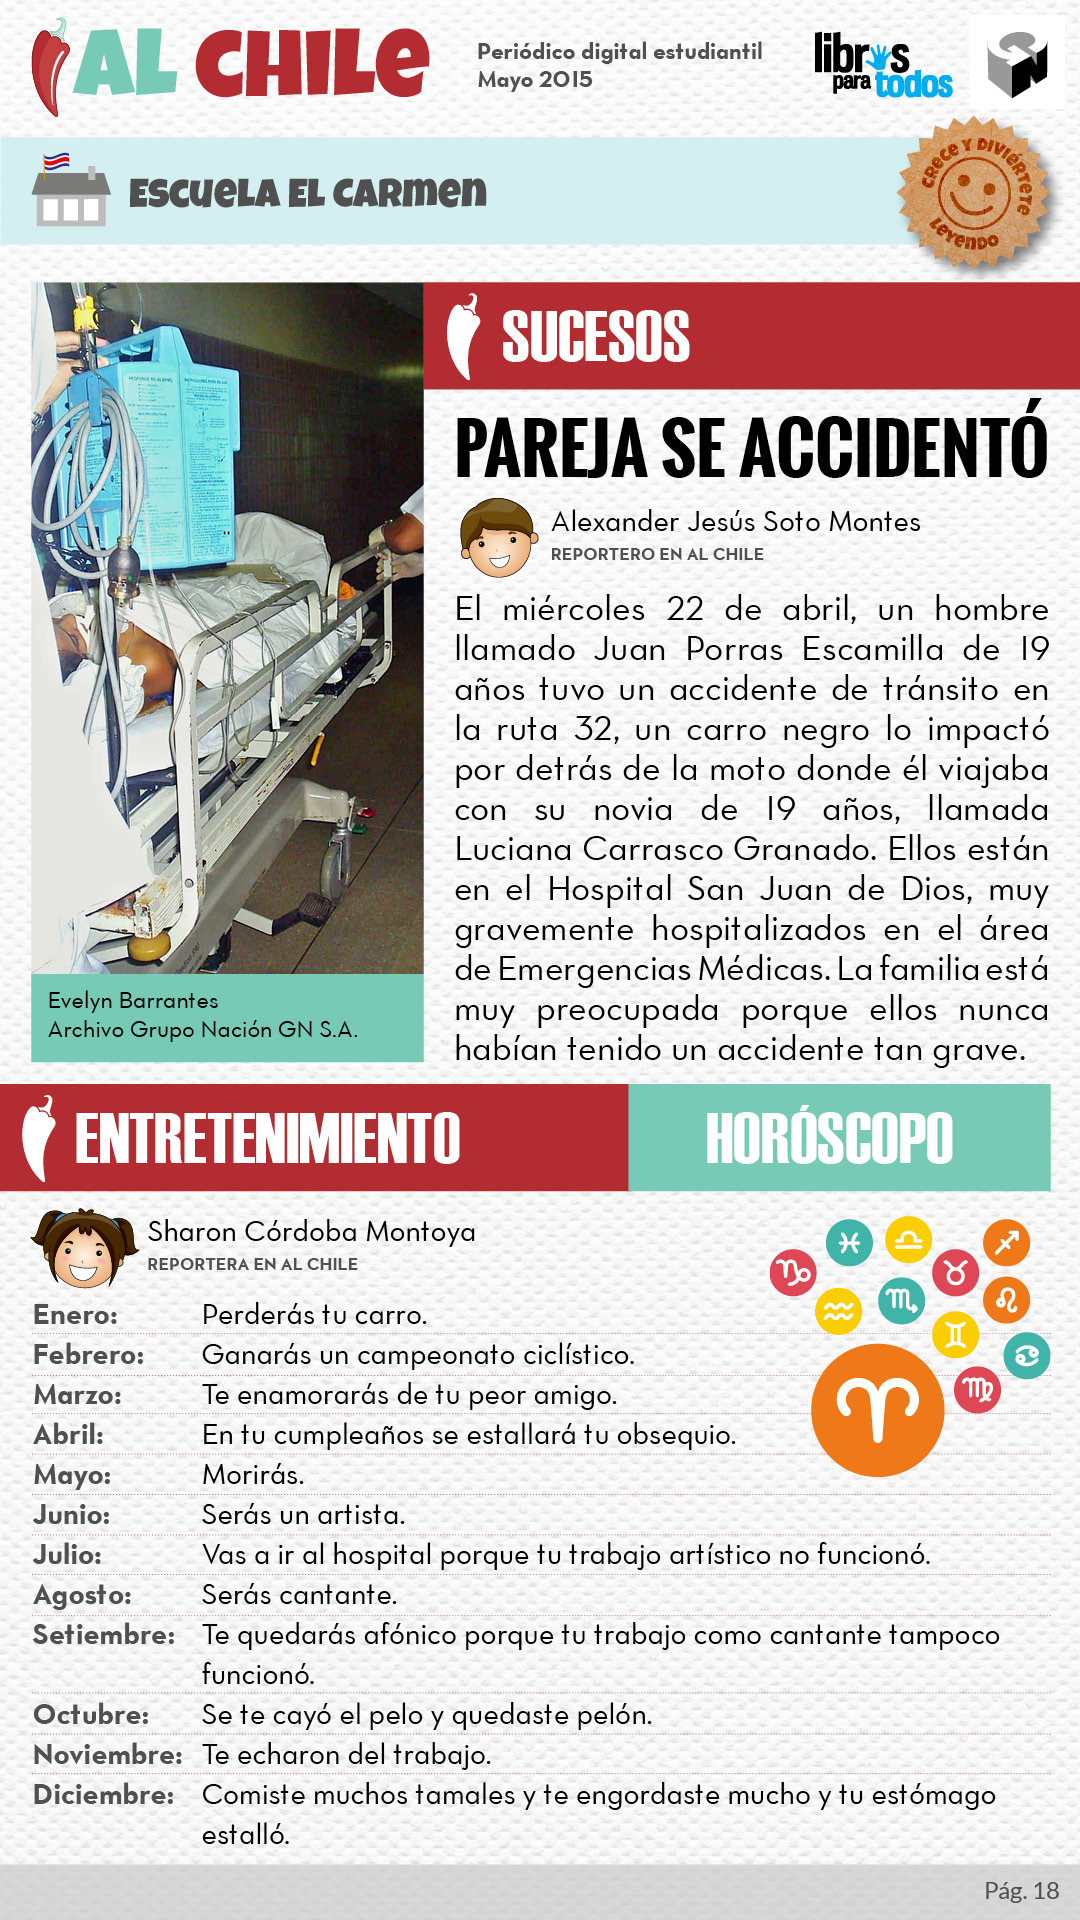 AL CHILE
Periódico digital estudiantil
Mayo 2015
libros
para todos
GN
ESCUELA EL CARMEN
CRECE Y DIVIÉRTETE
LEYENDO
SUCESOS
PAREJA SE ACCIDENTÓ
Alexander Jesús Soto Montes
REPORTERO EN AL CHILE
El miércoles 22 de abril, un hombre
llamado Juan Porras Escamilla de 19
años tuvo un accidente de tránsito en
la ruta 32, un carro negro lo impactó
por detrás de la moto donde él viajaba
con su novia de 19 años, llamada
Luciana Carrasco Granado. Ellos están
en el Hospital San Juan de Dios, muy
gravemente hospitalizados en el área
de Emergencias Médicas. La familia está
muy preocupada porque ellos nunca
habían tenido un accidente tan grave.
Evelyn Barrantes
Archivo Grupo Nación GN S.A.
ENTRETENIMIENTO
HORÓSCOPO
Sharon Córdoba Montoya
REPORTERA EN AL CHILE
Enero: Perderás tu carro.
Febrero: Ganarás un campeonato ciclístico.
Marzo: Te enamorarás de tu peor amigo.
Abril: En tu cumpleaños se estallará tu obsequio.
Mayo: Morirás.
Junio: Serás un artista.
Julio: Vas a ir al hospital porque tu trabajo artístico no funcionó.
Agosto: Serás cantante.
Setiembre: Te quedarás afónico porque tu trabajo como cantante tampoco
funcionó.
Octubre: Se te cayó el pelo y quedaste pelón.
Noviembre: Te echaron del trabajo.
Diciembre: Comiste muchos tamales y te engordaste mucho y tu estómago
estalló.
Pág. 18